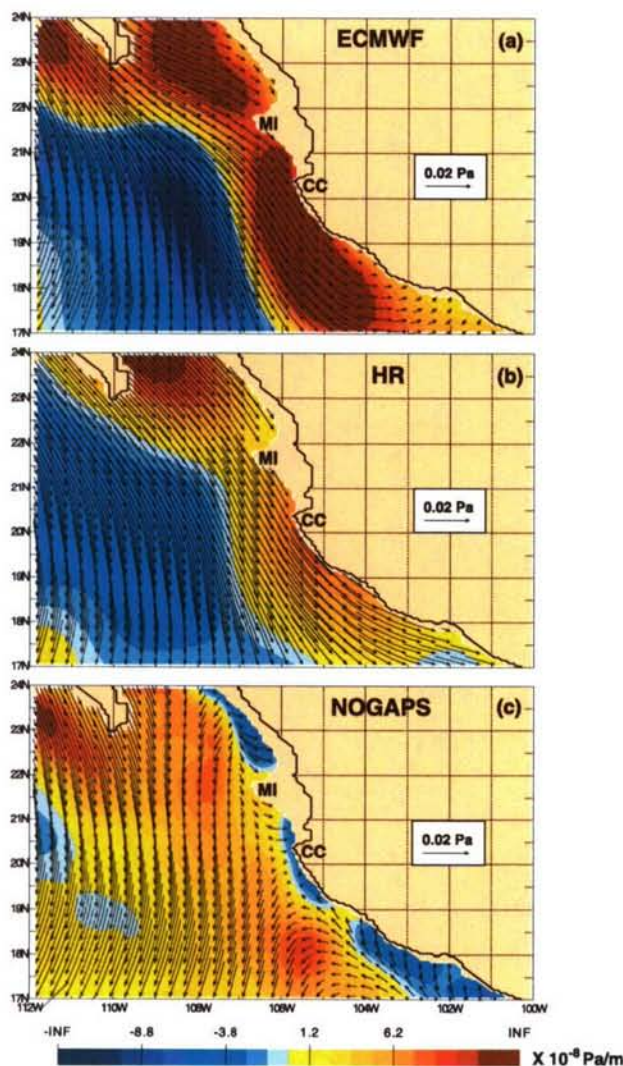 24N
ECMWF
(a)
23N
22N
MI
21N
0.02 Pa
CC
20N
19N
18N
17N
24N
HR
(b)
23N
22N
MI
21N
0.02 Pa
CC
20N
19N
18N
17N
24N
NOGAPS
(c)
23N
22N
MI
21N
0.02 Pa
CC
20N
19N
18N
17N
112W 110W 108W 106W 104W 102W 100W
-INF -8.8 -3.8 1.2 6.2 INF
X 10⁻⁸ Pa/m